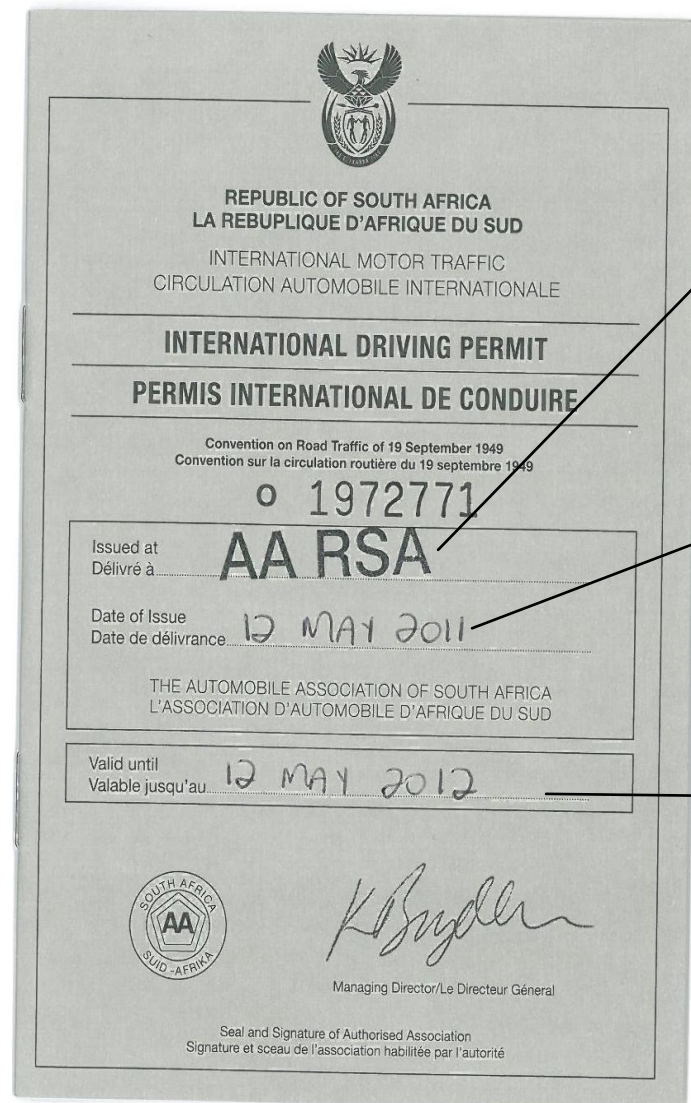 REPUBLIC OF SOUTH AFRICA
LA REBUPLIQUE D'AFRIQUE DU SUD
INTERNATIONAL MOTOR TRAFFIC
CIRCULATION AUTOMOBILE INTERNATIONALE
INTERNATIONAL DRIVING PERMIT
PERMIS INTERNATIONAL DE CONDUIRE
Convention on Road Traffic of 19 September 1949
Convention sur la circulation routière du 19 septembre 1949
o 1972771
Issued at
Délivré à AA RSA
Date of Issue
Date de délivrance 12 MAY 2011
THE AUTOMOBILE ASSOCIATION OF SOUTH AFRICA
L'ASSOCIATION D'AUTOMOBILE D'AFRIQUE DU SUD
Valid until
Valable jusqu'au 12 MAY 2012
SOUTH AFRICA
AA
SUID-AFRIKA
Managing Director/Le Directeur Géneral
Seal and Signature of Authorised Association
Signature et sceau de l'association habilitée par l'autorité